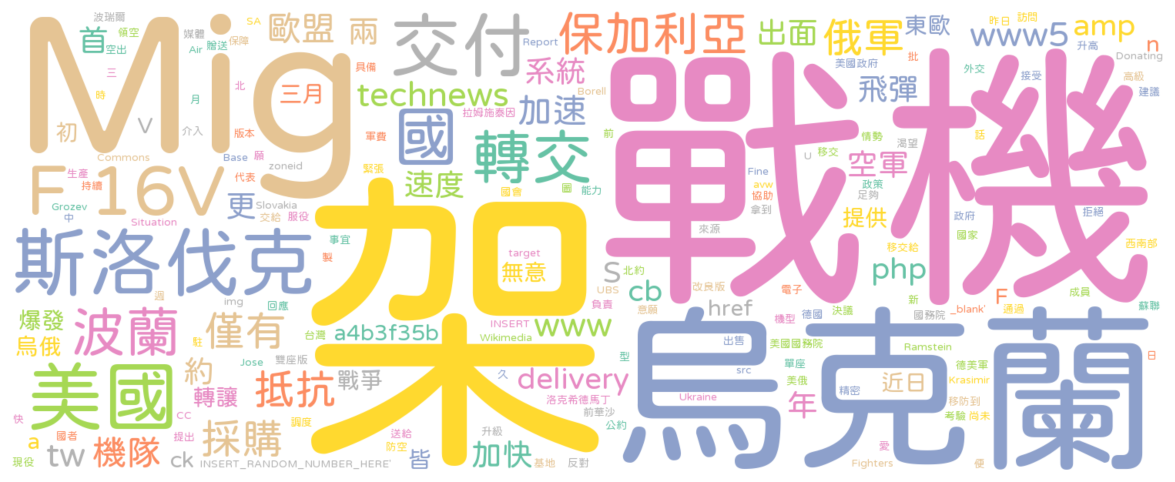 波瑞爾
媒體
領空
首
空出
Air
贈送
SA
保障
歐盟
兩
交付
Report
保加利亞
出面
俄軍
東歐
昨日
訪問
www5
amp
升高
n
Donating
美國政府
批
外交
接受
高級
建議
Mig
三
時
月
北
三月
具備
系統
Borell
飛彈
戰機
初
V
介入
版本
technews
加速
拉姆施泰因
軍費
國
轉交
前
情勢
渴望
話
Commons
Base
願
zoneid
緊張
移交
U
空軍
F
16V
生產
持續
代表
速度
國會
圖
能力
Fine
avw
協助
政策
足夠
Grozev
中
Situation
更
Slovakia
交給
服役
架
拿到
提供
政府
拒絕
斯洛伐克
事宜
製
target
無意
來源
移交給
國家
西南部
週
img
回應
S
北約
UBS
負責
cb
意願
改良版
href
電子
php
F
新
國務院
成員
_blank'
通過
蘇聯
爆發
烏俄
波蘭
駐
僅有
台灣
a4b3f35b
INSERT
Wikimedia
www
烏克蘭
出售
機型
德國
決議
美國國務院
Ramstein
美國
約
Jose
雙座版
戰爭
久
型
delivery
src
單座
美俄
德美軍
Krasimir
日
轉讓
抵抗
洛克希德馬丁
Ukraine
年
精密
近日
移防到
考驗
尚未
CC
前華沙
公約
快
a
國者
提出
採購
調度
送給
升級
tw
機隊
ck
皆
防空
加快
愛
現役
INSERT_RANDOM_NUMBER_HERE'
基地
反對
Fighters
便